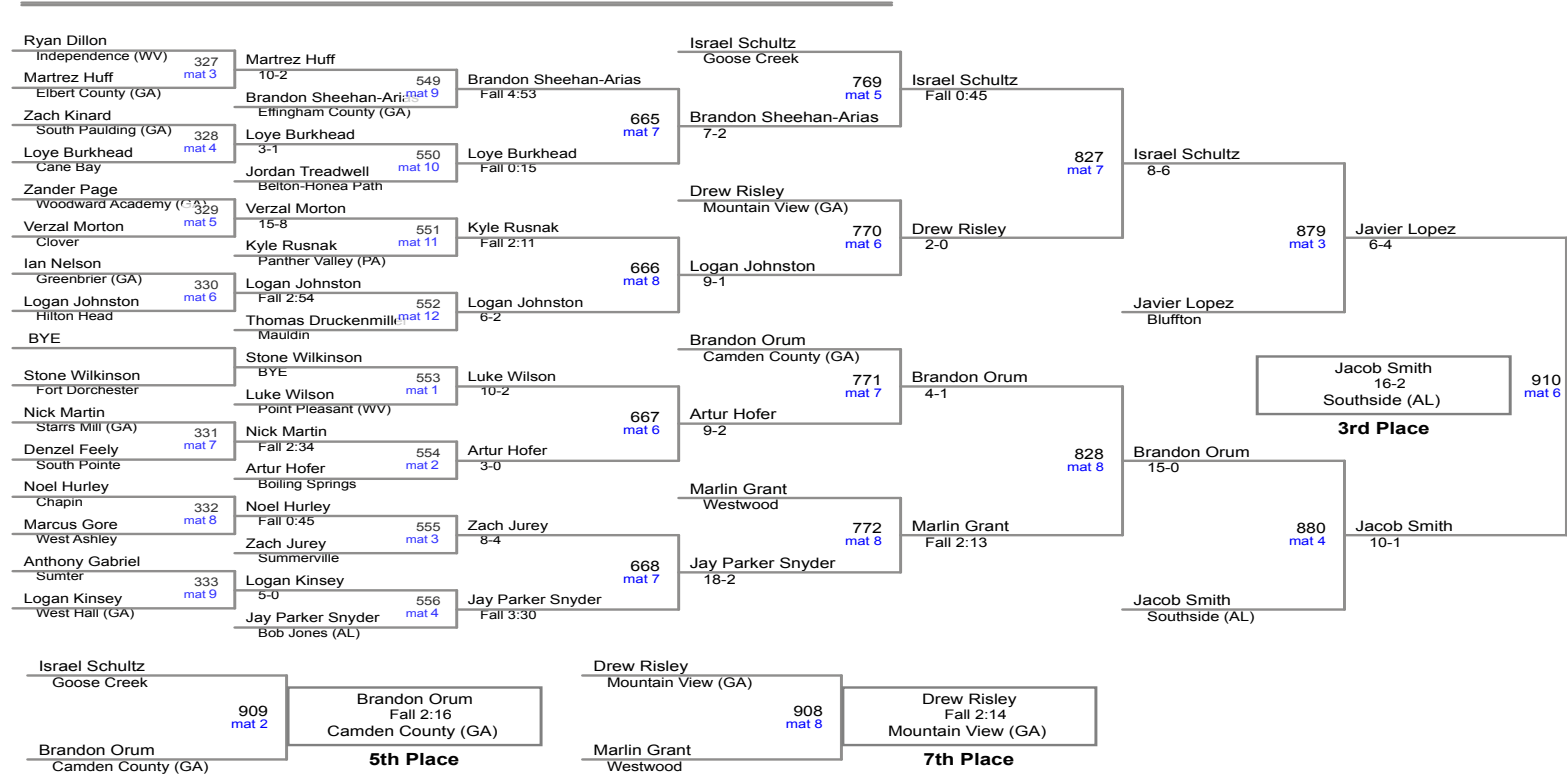 Ryan Dillon
Independence (WV)
327
mat 3
Martrez Huff
Elbert County (GA)
Zach Kinard
South Paulding (GA)
328
mat 4
Loye Burkhead
Cane Bay
Zander Page
Woodward Academy (GA)
329
mat 5
Verzal Morton
Clover
Ian Nelson
Greenbrier (GA)
330
mat 6
Logan Johnston
Hilton Head
BYE
Stone Wilkinson
Fort Dorchester
Nick Martin
Starrs Mill (GA)
331
mat 7
Denzel Feely
South Pointe
Noel Hurley
Chapin
332
mat 8
Marcus Gore
West Ashley
Anthony Gabriel
Sumter
333
mat 9
Logan Kinsey
West Hall (GA)
Martrez Huff
10-2
549
mat 9
Brandon Sheehan-Arias
Effingham County (GA)
Loye Burkhead
3-1
550
mat 10
Jordan Treadwell
Belton-Honea Path
Verzal Morton
15-8
551
mat 11
Kyle Rusnak
Panther Valley (PA)
Logan Johnston
Fall 2:54
552
mat 12
Thomas Druckenmille
Mauldin
Stone Wilkinson
BYE
553
mat 1
Luke Wilson
Point Pleasant (WV)
Nick Martin
Fall 2:34
554
mat 2
Artur Hofer
Boiling Springs
Noel Hurley
Fall 0:45
555
mat 3
Zach Jurey
Summerville
Logan Kinsey
5-0
556
mat 4
Jay Parker Snyder
Bob Jones (AL)
Brandon Sheehan-Arias
Fall 4:53
665
mat 7
Loye Burkhead
Fall 0:15
Kyle Rusnak
Fall 2:11
666
mat 8
Logan Johnston
6-2
Luke Wilson
10-2
667
mat 6
Artur Hofer
3-0
Zach Jurey
8-4
668
mat 7
Jay Parker Snyder
Fall 3:30
Israel Schultz
Goose Creek
769
mat 5
Brandon Sheehan-Arias
7-2
Drew Risley
Mountain View (GA)
770
mat 6
Logan Johnston
9-1
Brandon Orum
Camden County (GA)
771
mat 7
Artur Hofer
9-2
Marlin Grant
Westwood
772
mat 8
Jay Parker Snyder
18-2
Israel Schultz
Fall 0:45
827
mat 7
Drew Risley
2-0
Brandon Orum
4-1
828
mat 8
Marlin Grant
Fall 2:13
Israel Schultz
8-6
879
mat 3
Javier Lopez
Bluffton
Brandon Orum
15-0
880
mat 4
Jacob Smith
Southside (AL)
Javier Lopez
6-4
910
mat 6
Jacob Smith
10-1
Jacob Smith
16-2
Southside (AL)
3rd Place
Israel Schultz
Goose Creek
909
mat 2
Brandon Orum
Camden County (GA)
Brandon Orum
Fall 2:16
Camden County (GA)
5th Place
Drew Risley
Mountain View (GA)
908
mat 8
Marlin Grant
Westwood
Drew Risley
Fall 2:14
Mountain View (GA)
7th Place